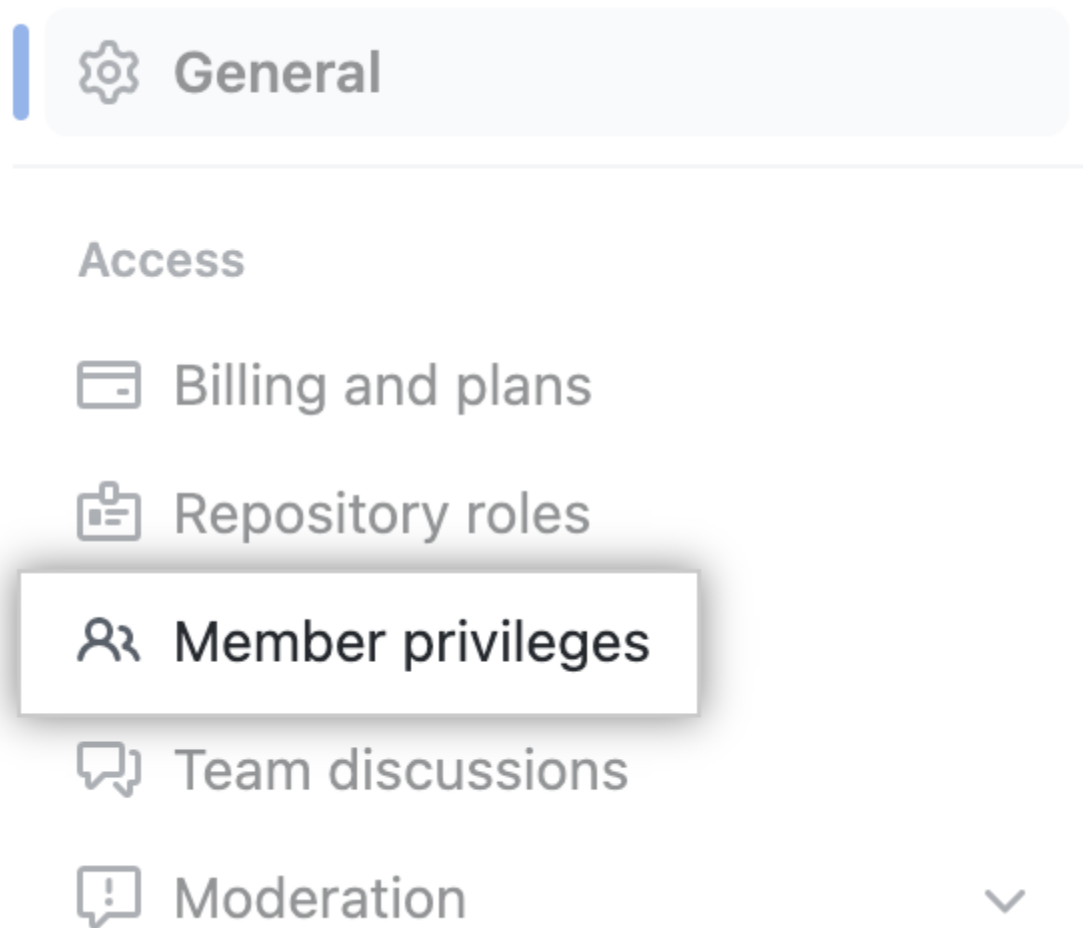 General
Access
Billing and plans
Repository roles
Member privileges
Team discussions
Moderation